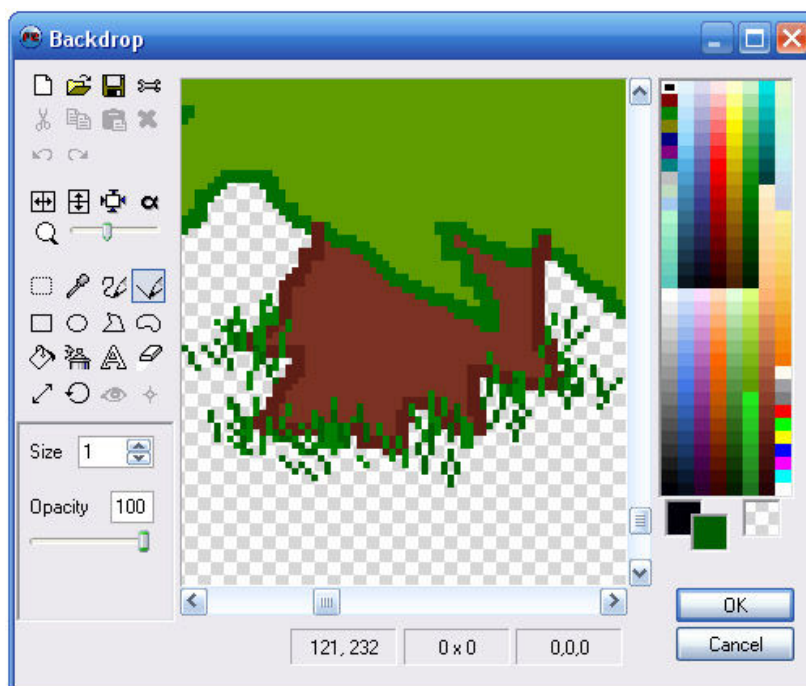 Backdrop
α
A
Size 1
Opacity 100
121, 232 0 x 0 0,0,0
OK
Cancel